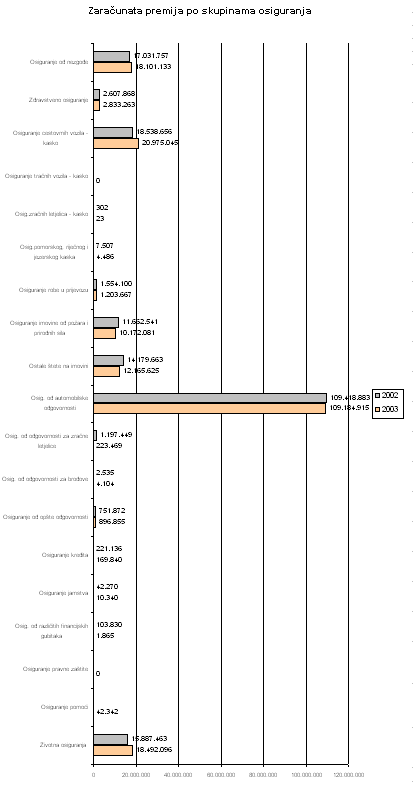 Zaračunata premija po skupinama osiguranja
Osiguranje od nezgode
17.031.757
18.101.133
Zdravstveno osiguranje
2.607.868
2.833.263
Osiguranje cestovnih vozila -
kasko
18.538.656
20.975.045
Osiguranje tračnih vozila - kasko
0
Osig.zračnih letjelica - kasko
302
23
Osig.pomorskog, riječnog i
jezerskog kaska
7.507
4.486
Osiguranje robe u prijevozu
1.554.100
1.203.667
Osiguranje imovine od požara i
prirodnih sila
11.652.541
10.172.081
Ostale štete na imovini
14.179.663
12.165.625
Osig. od automobilske
odgovornosti
109.418.883
109.184.915
2002
2003
Osig. od odgovornosti za zračne
letjelice
1.197.449
223.469
Osig. od odgovornosti za brodove
2.535
4.104
Osiguranje od opšte odgovornosti
751.872
896.855
Osiguranje kredita
221.136
169.840
Osiguranje jamstva
42.270
10.340
Osig. od različitih financijskih
gubitaka
103.830
1.865
Osiguranje pravne zaštite
0
Osiguranje pomoći
42.342
Životna osiguranja
15.887.463
18.492.096
0 20.000.000 40.000.000 60.000.000 80.000.000 100.000.000 120.000.000